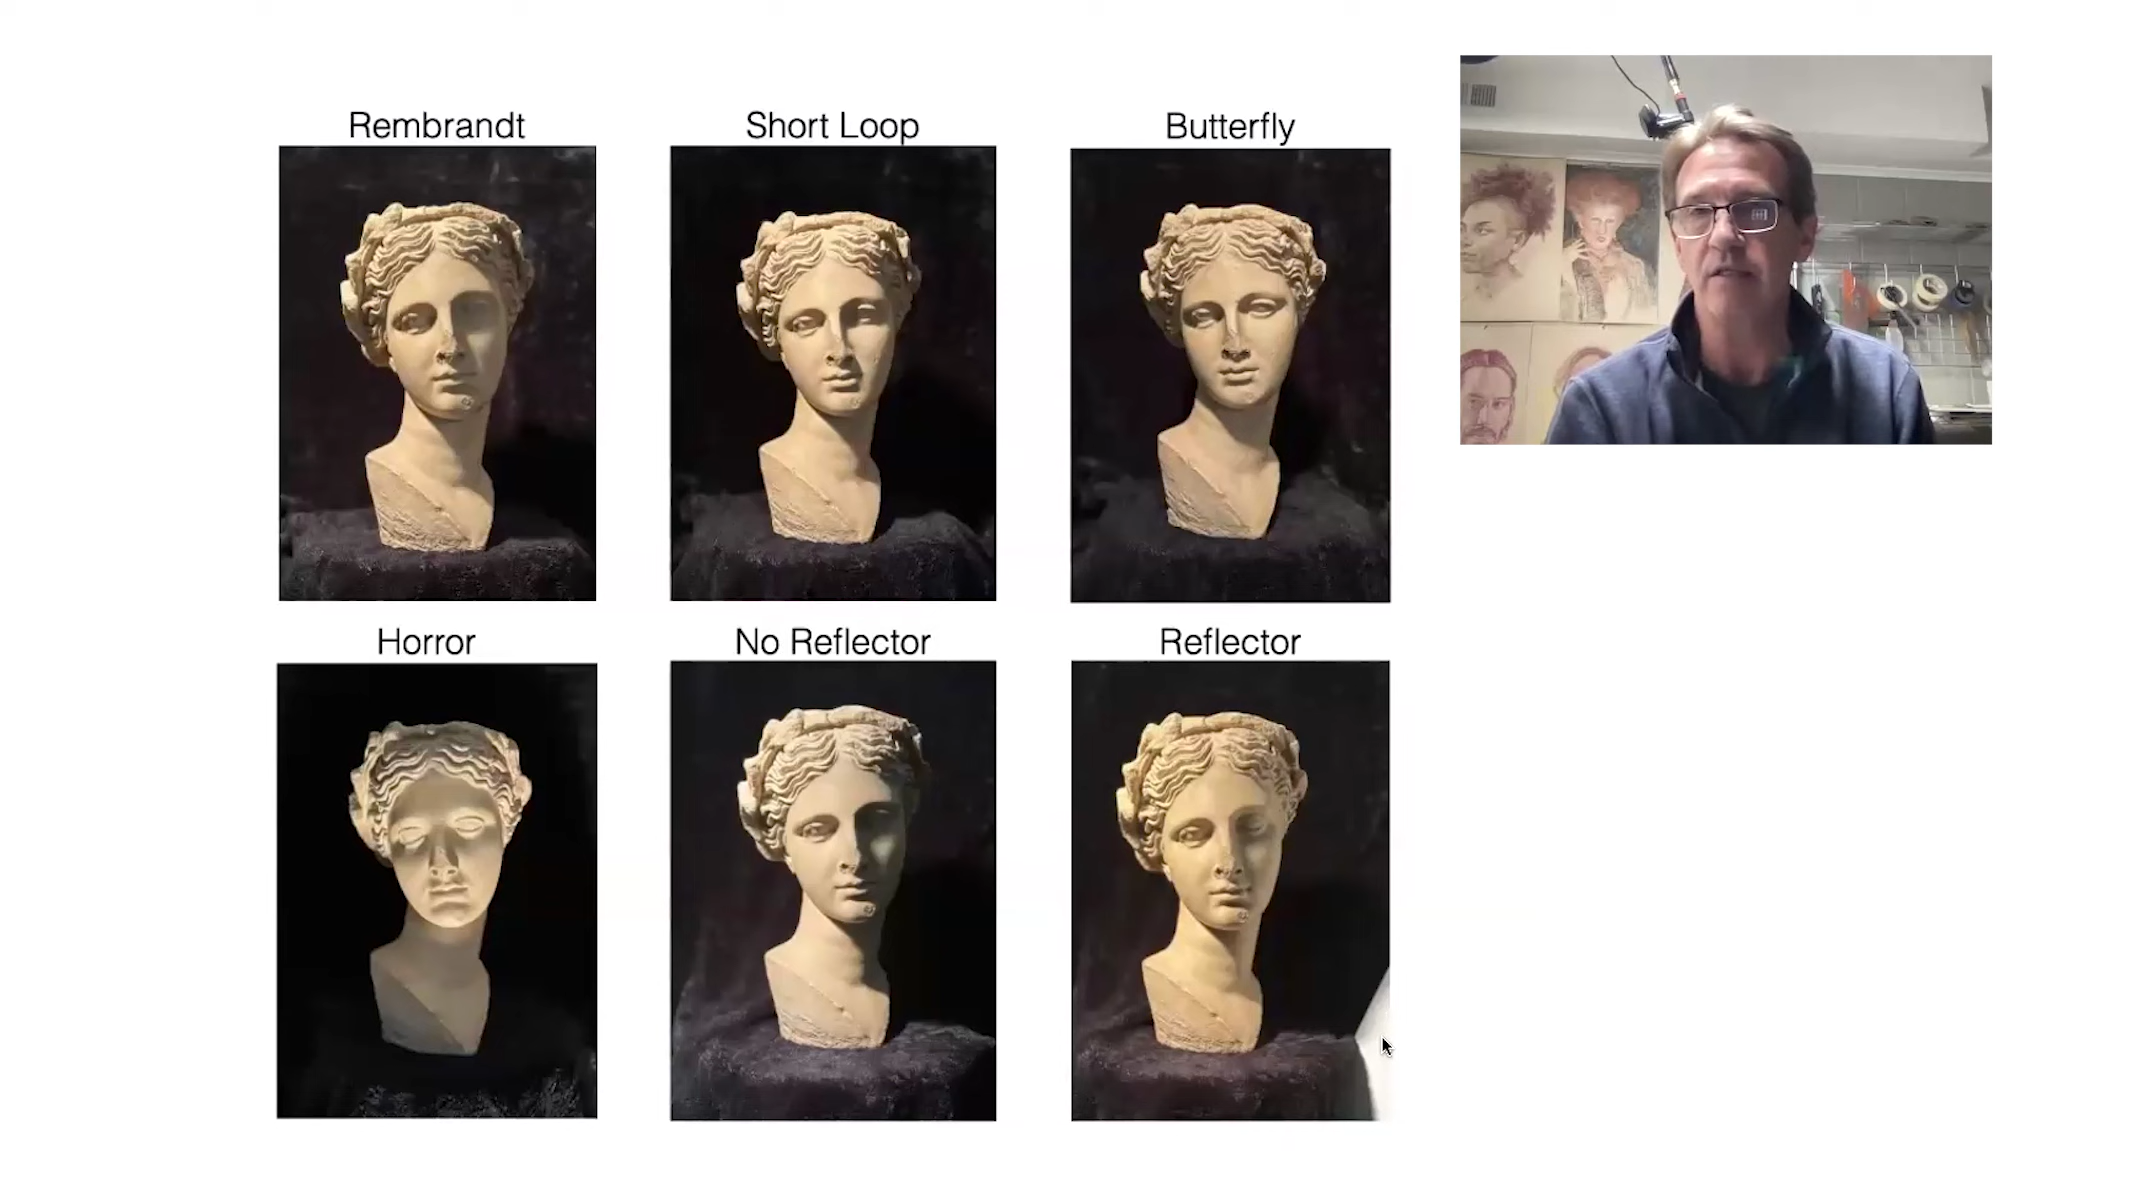 Rembrandt
Short Loop
Butterfly
Horror
No Reflector
Reflector